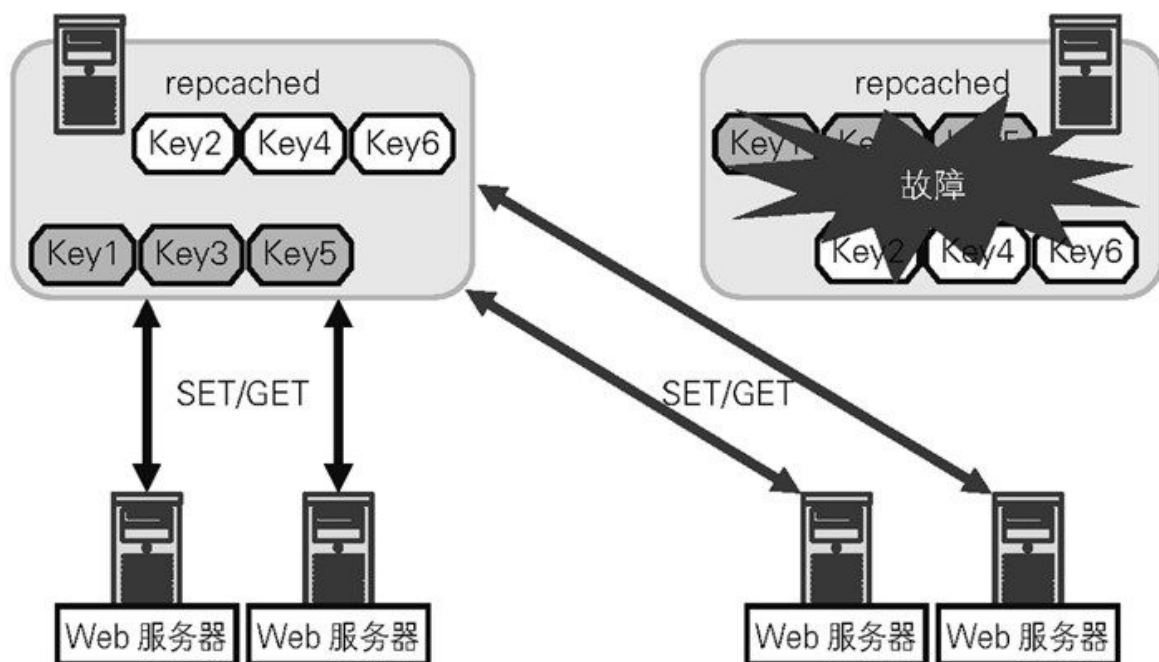 repcached
Key2 Key4 Key6
Key1 Key3 Key5
repcached
Key1
故障
Key2 Key4 Key6
SET/GET
SET/GET
Web 服务器
Web 服务器
Web 服务器
Web 服务器